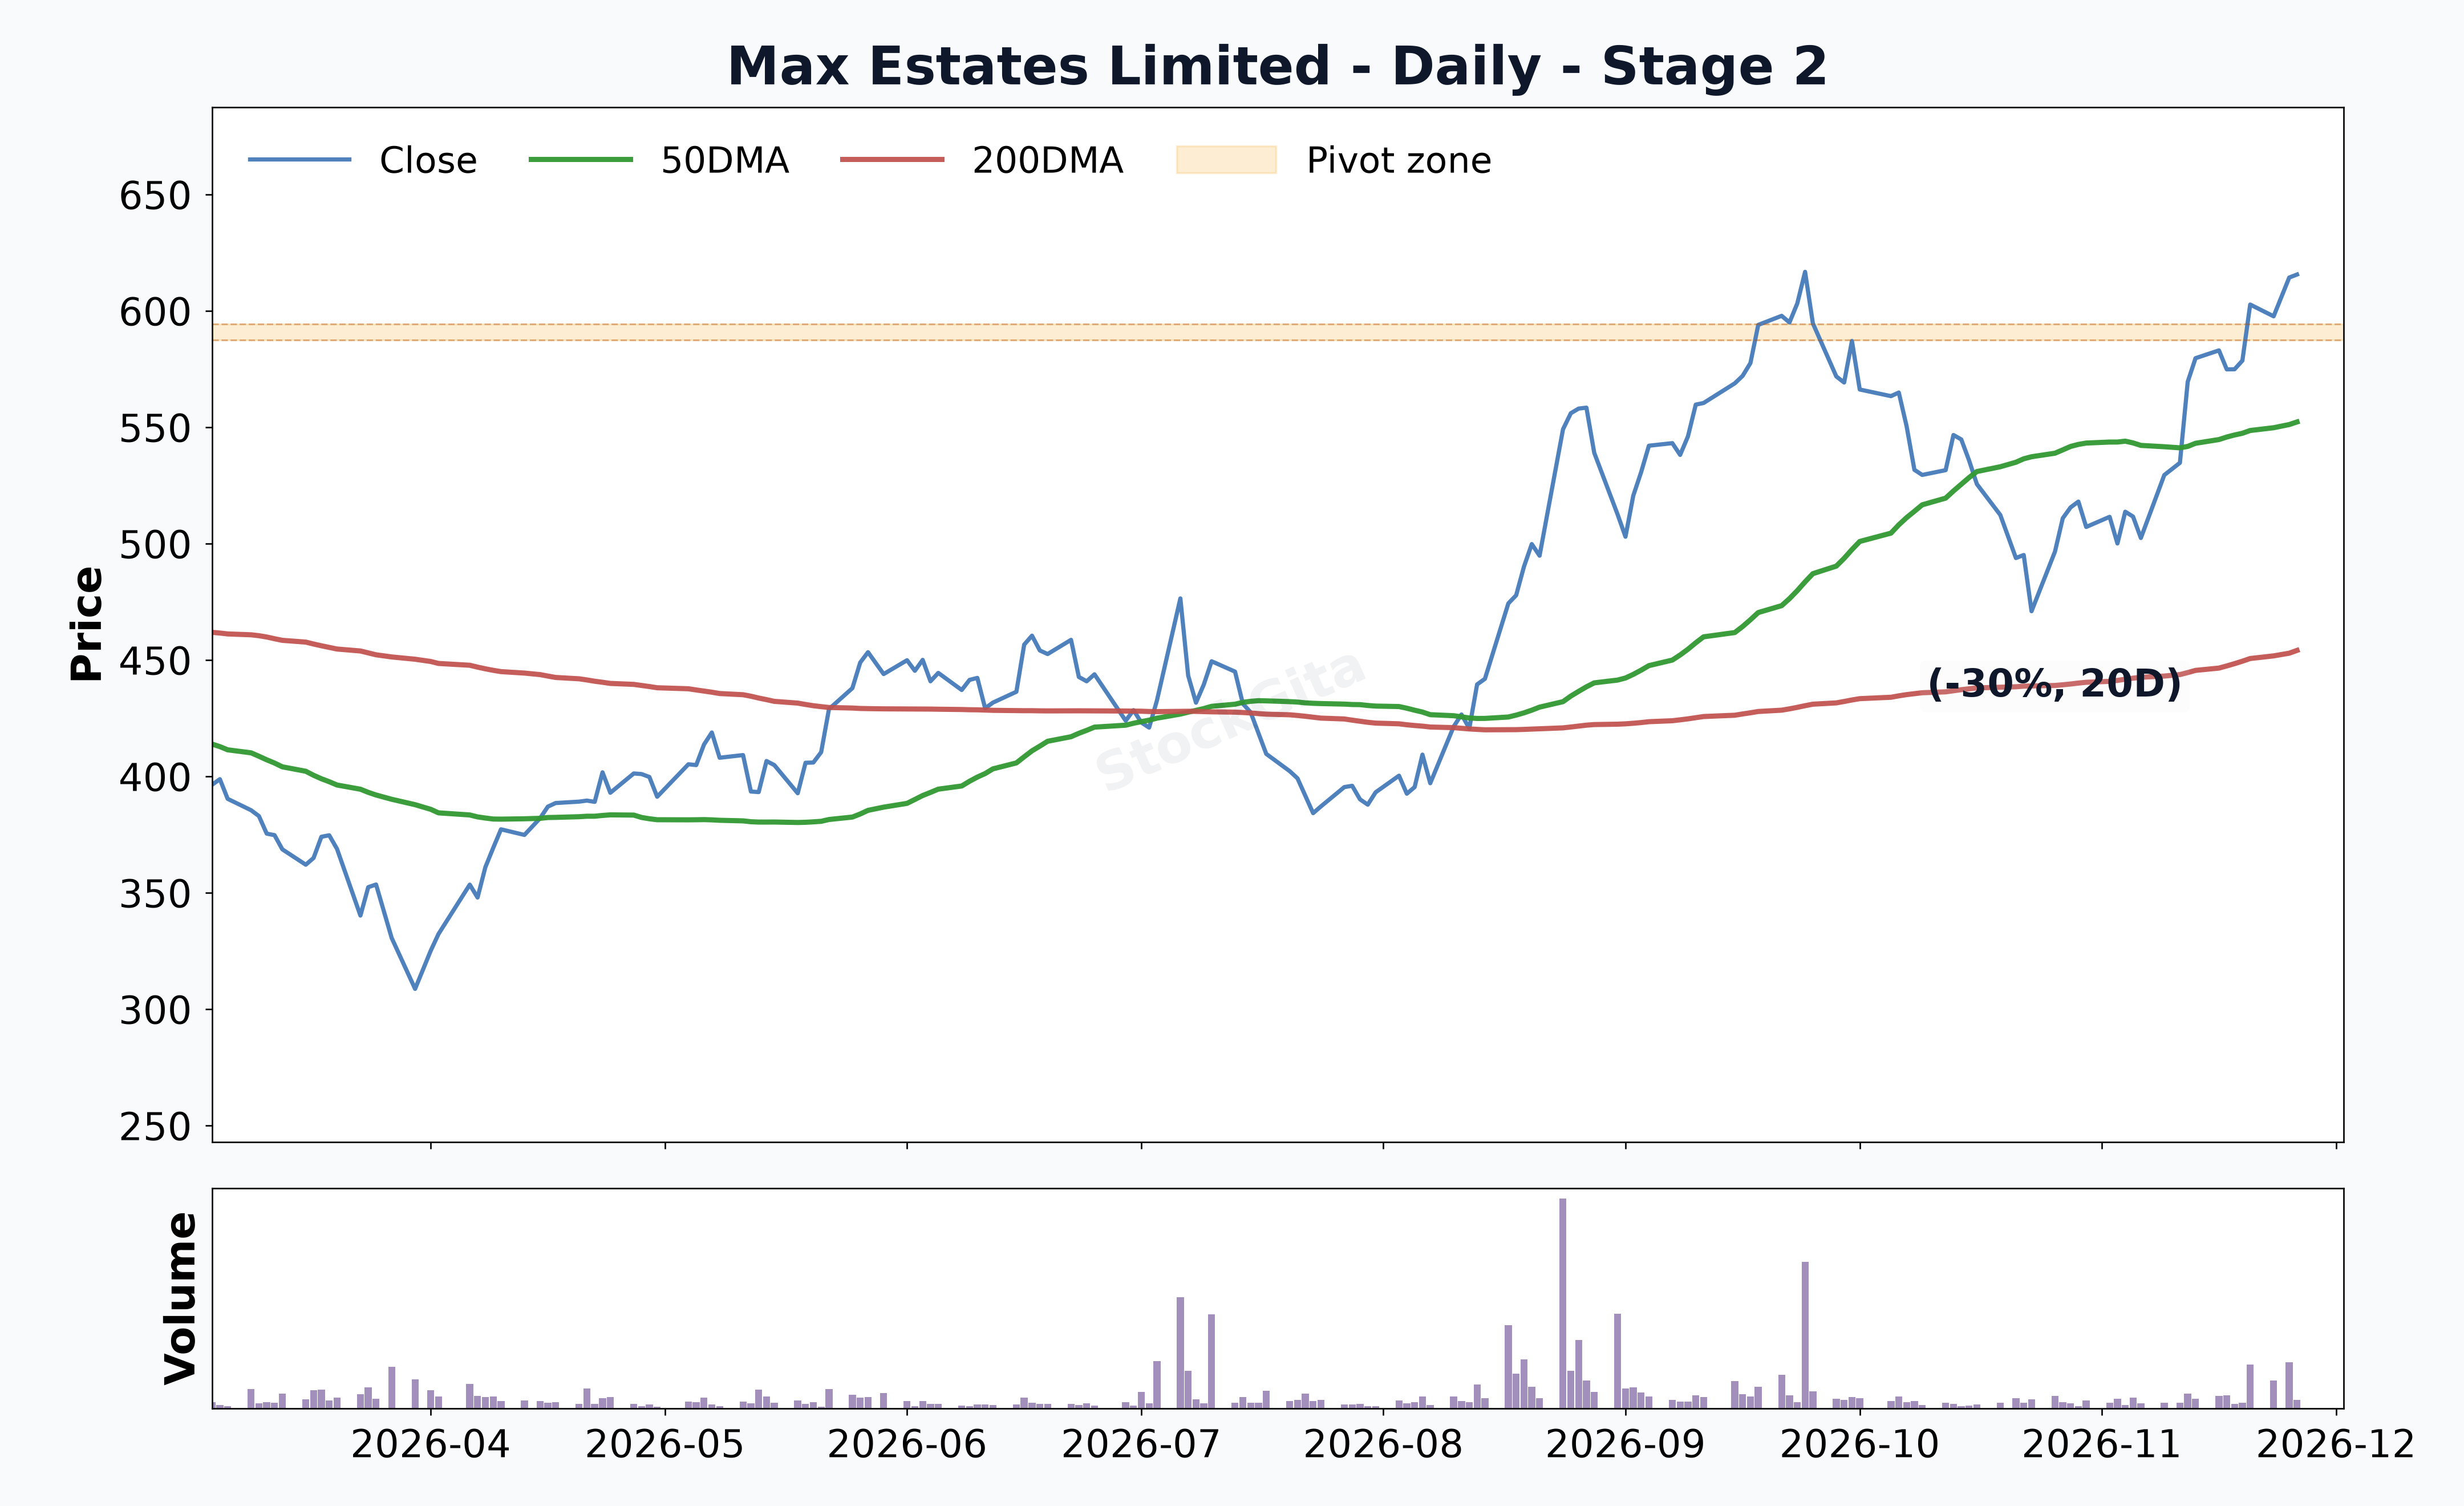 Max Estates Limited - Daily - Stage 2
Close 50DMA 200DMA Pivot zone
650
600
550
500
450
400
350
300
250
Price
(-30%, 20D)
StockGita
Volume
2026-04 2026-05 2026-06 2026-07 2026-08 2026-09 2026-10 2026-11 2026-12